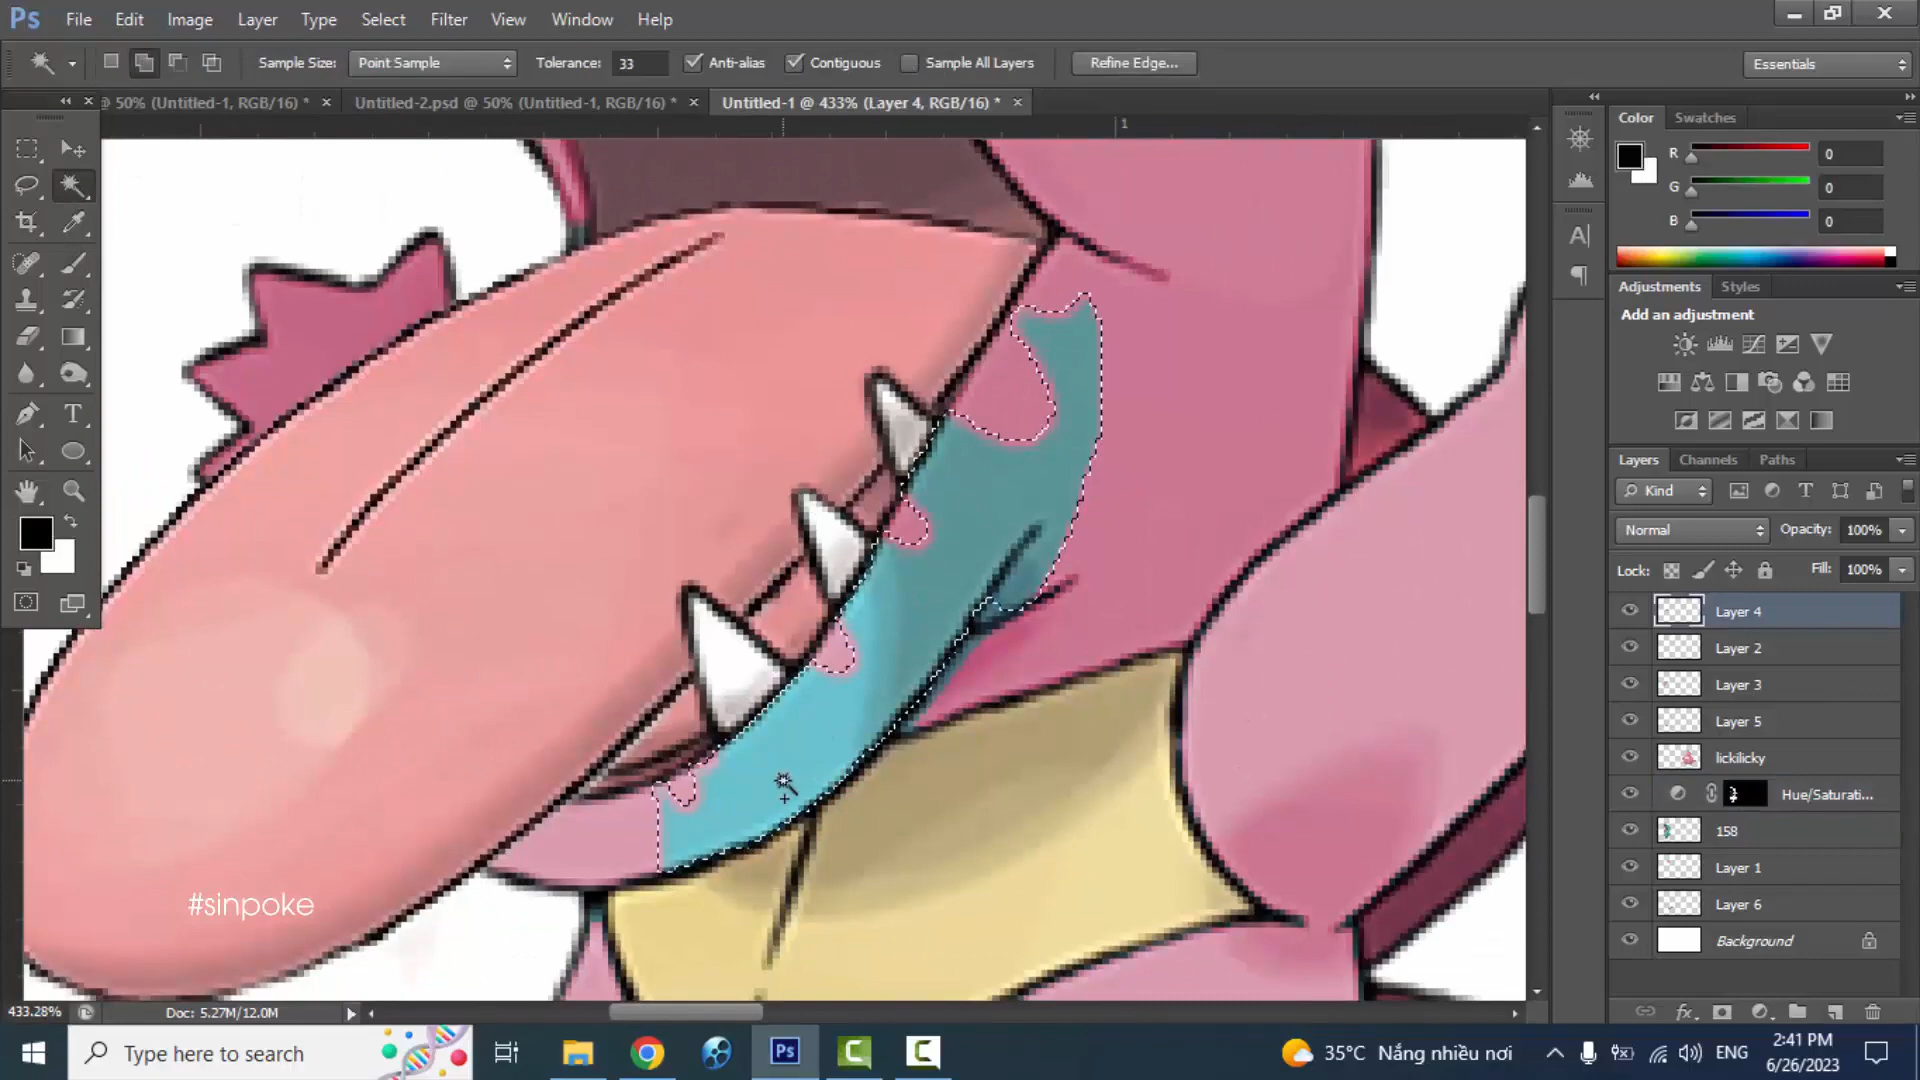 Ps File Edit Image Layer Type Select Filter View Window Help
Sample Size: Point Sample Tolerance: 33 Anti-alias Contiguous Sample All Layers Refine Edge... Essentials
@ 50% (Untitled-1, RGB/16) * × Untitled-2.psd @ 50% (Untitled-1, RGB/16) * × Untitled-1 @ 433% (Layer 4, RGB/16) * ×
1
Color Swatches
R 0
G 0
B 0
Adjustments Styles
Add an adjustment
Layers Channels Paths
Kind
Normal Opacity: 100%
Lock: Fill: 100%
Layer 4
Layer 2
Layer 3
Layer 5
lickilicky
Hue/Saturati...
158
Layer 1
Layer 6
Background
#sinpoke
433.28% Doc: 5.27M/12.0M
Type here to search
35°C Nắng nhiều nơi ENG
2:41 PM
6/26/2023